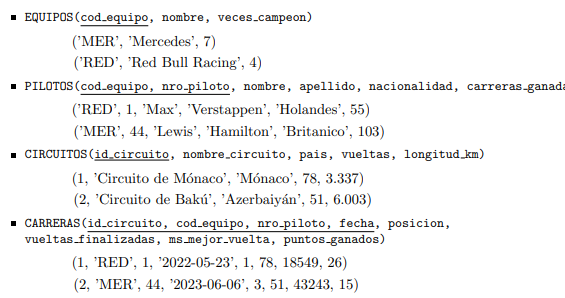 ▪ EQUIPOS(cod_equipo, nombre, veces_campeon)
('MER', 'Mercedes', 7)
('RED', 'Red Bull Racing', 4)
▪ PILOTOS(cod_equipo, nro_piloto, nombre, apellido, nacionalidad, carreras_ganada
('RED', 1, 'Max', 'Verstappen', 'Holandes', 55)
('MER', 44, 'Lewis', 'Hamilton', 'Britanico', 103)
▪ CIRCUITOS(id_circuito, nombre_circuito, pais, vueltas, longitud_km)
(1, 'Circuito de Mónaco', 'Mónaco', 78, 3.337)
(2, 'Circuito de Bakú', 'Azerbaiyán', 51, 6.003)
▪ CARRERAS(id_circuito, cod_equipo, nro_piloto, fecha, posicion,
vueltas_finalizadas, ms_mejor_vuelta, puntos_ganados)
(1, 'RED', 1, '2022-05-23', 1, 78, 18549, 26)
(2, 'MER', 44, '2023-06-06', 3, 51, 43243, 15)